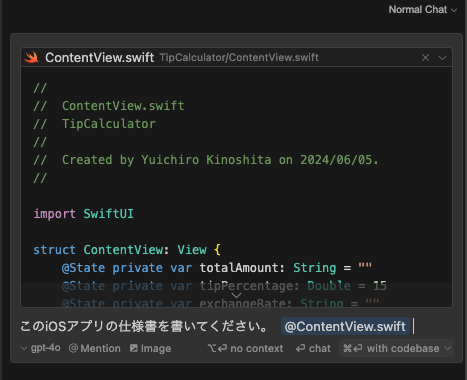 Normal Chat
ContentView.swift TipCalculator/ContentView.swift
//
// ContentView.swift
// TipCalculator
//
// Created by Yuichiro Kinoshita on 2024/06/05.
//
import SwiftUI
struct ContentView: View {
@State private var totalAmount: String = ""
@State private var tipPercentage: Double = 15
@State private var exchangeRate: String = ""
このiOSアプリの仕様書を書いてください。 @ContentView.swift
gpt-4o @ Mention Image ⌥⏎ no context ⏎ chat ⌘⏎ with codebase